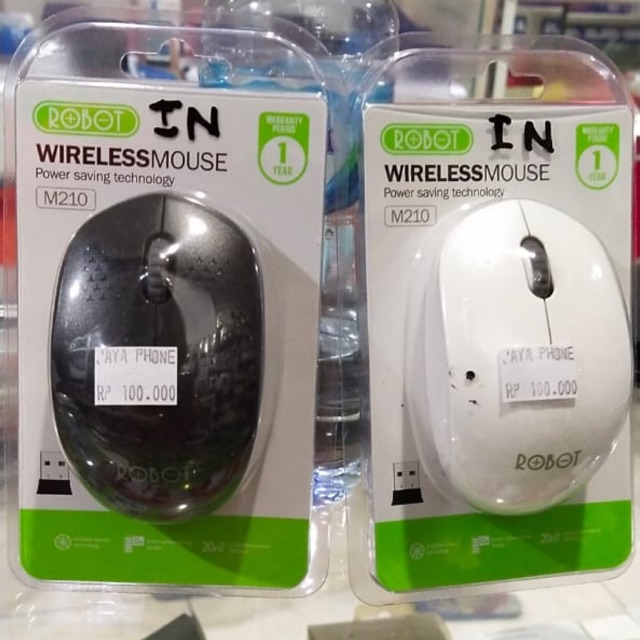 ROBOT IN
WARRANTY
PERIOD
1
YEAR
WIRELESSMOUSE
Power saving technology
M210
JAYA PHONE
RP 100.000
ROBOT
ROBOT IN
WARRANTY
PERIOD
1
YEAR
WIRELESSMOUSE
Power saving technology
M210
JAYA PHONE
RP 100.000
ROBOT